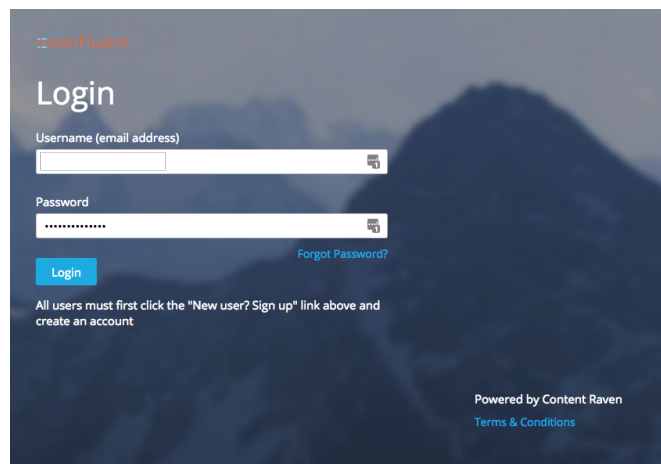 confluent
Login
Username (email address)
Password
••••••••••••••
Forgot Password?
Login
All users must first click the "New user? Sign up" link above and
create an account
Powered by Content Raven
Terms & Conditions